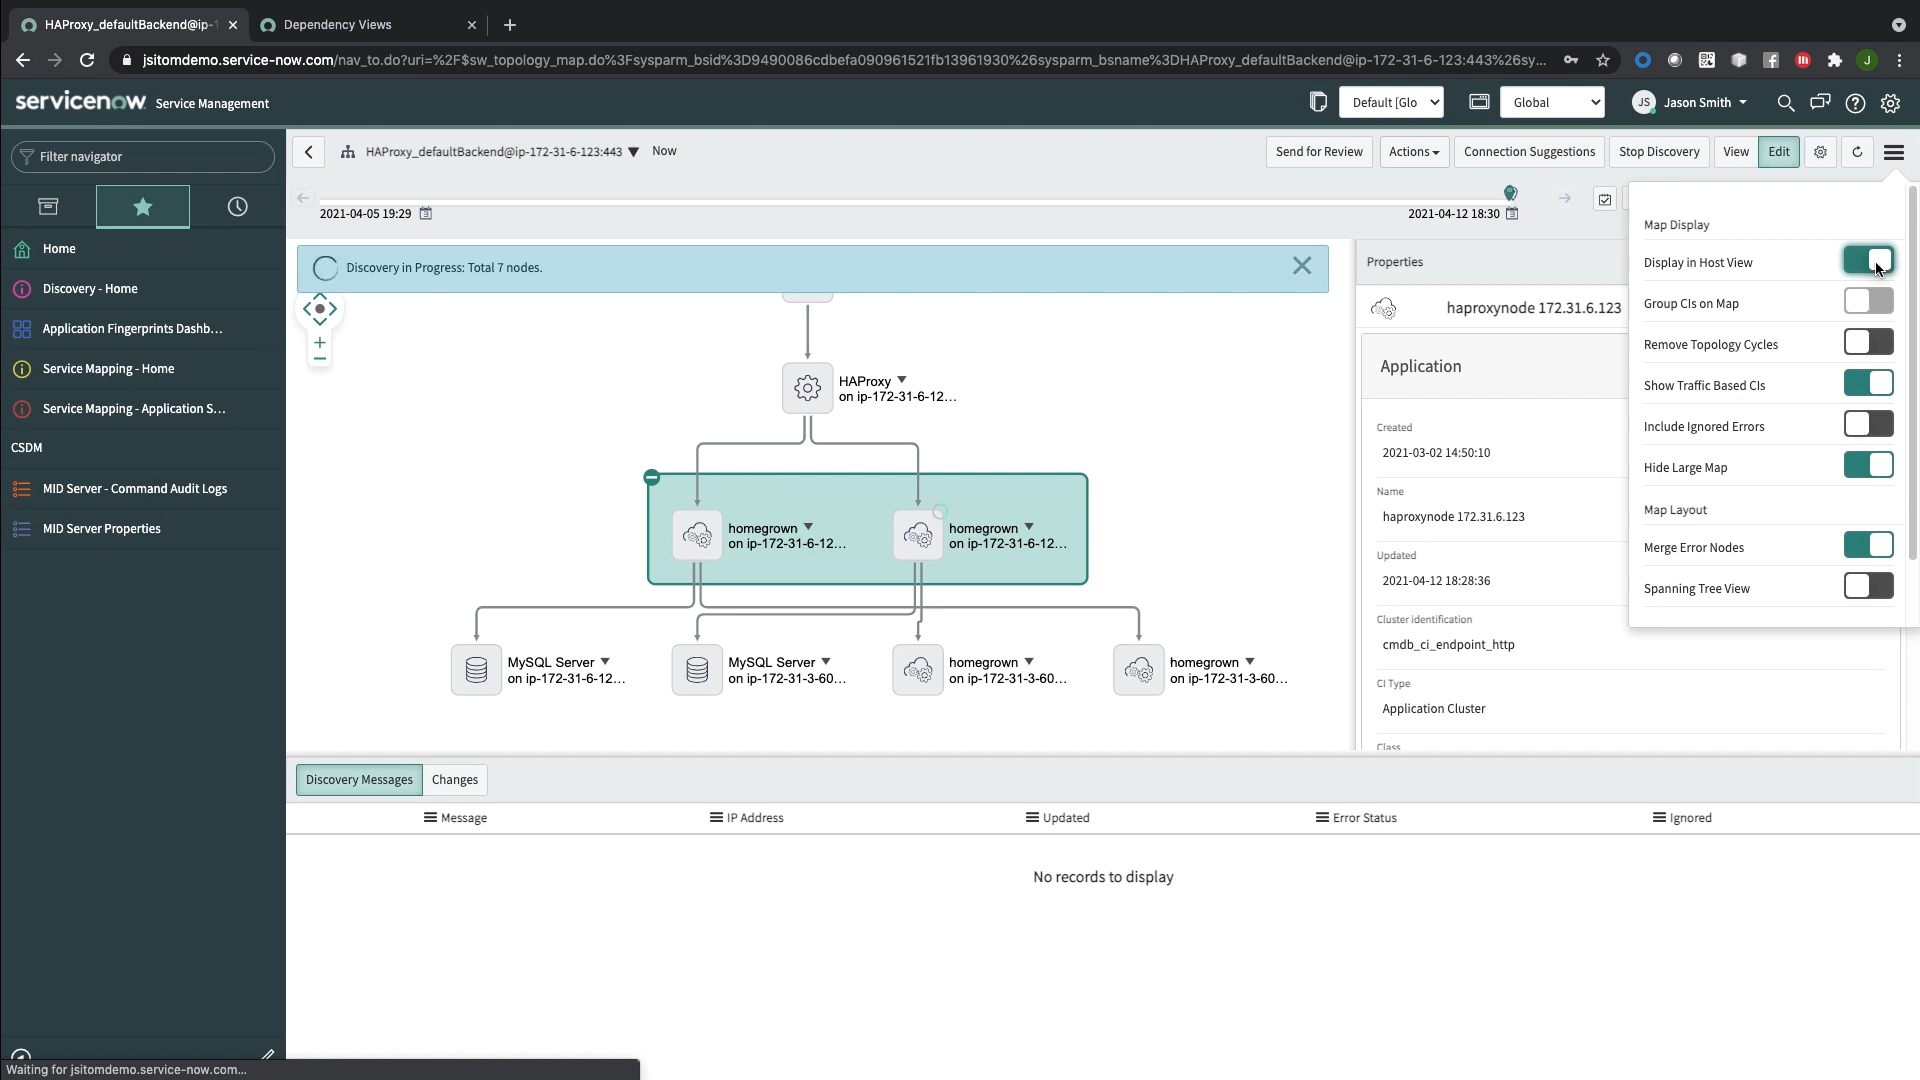 HAProxy_defaultBackend@ip-1
Dependency Views
jsitomdemo.service-now.com/nav_to.do?uri=%2F$sw_topology_map.do%3Fsysparm_bsid%3D9490086cdbefa090961521fb13961930%26sysparm_bsname%3DHAProxy_defaultBackend@ip-172-31-6-123:443%26sy...
J
servicenow Service Management
Default [Glo
Global
JS
Jason Smith
Filter navigator
HAProxy_defaultBackend@ip-172-31-6-123:443
Now
Send for Review
Actions
Connection Suggestions
Stop Discovery
View
Edit
2021-04-05 19:29
2021-04-12 18:30
Home
Discovery - Home
Application Fingerprints Dashb...
Service Mapping - Home
Service Mapping - Application S...
CSDM
MID Server - Command Audit Logs
MID Server Properties
Discovery in Progress: Total 7 nodes.
HAProxy
on ip-172-31-6-12...
homegrown
on ip-172-31-6-12...
homegrown
on ip-172-31-6-12...
MySQL Server
on ip-172-31-6-12...
MySQL Server
on ip-172-31-3-60...
homegrown
on ip-172-31-3-60...
homegrown
on ip-172-31-3-60...
Properties
haproxynode 172.31.6.123
Application
Created
2021-03-02 14:50:10
Name
haproxynode 172.31.6.123
Updated
2021-04-12 18:28:36
Cluster identification
cmdb_ci_endpoint_http
CI Type
Application Cluster
Class
Map Display
Display in Host View
Group CIs on Map
Remove Topology Cycles
Show Traffic Based CIs
Include Ignored Errors
Hide Large Map
Map Layout
Merge Error Nodes
Spanning Tree View
Discovery Messages
Changes
Message
IP Address
Updated
Error Status
Ignored
No records to display
Waiting for jsitomdemo.service-now.com...